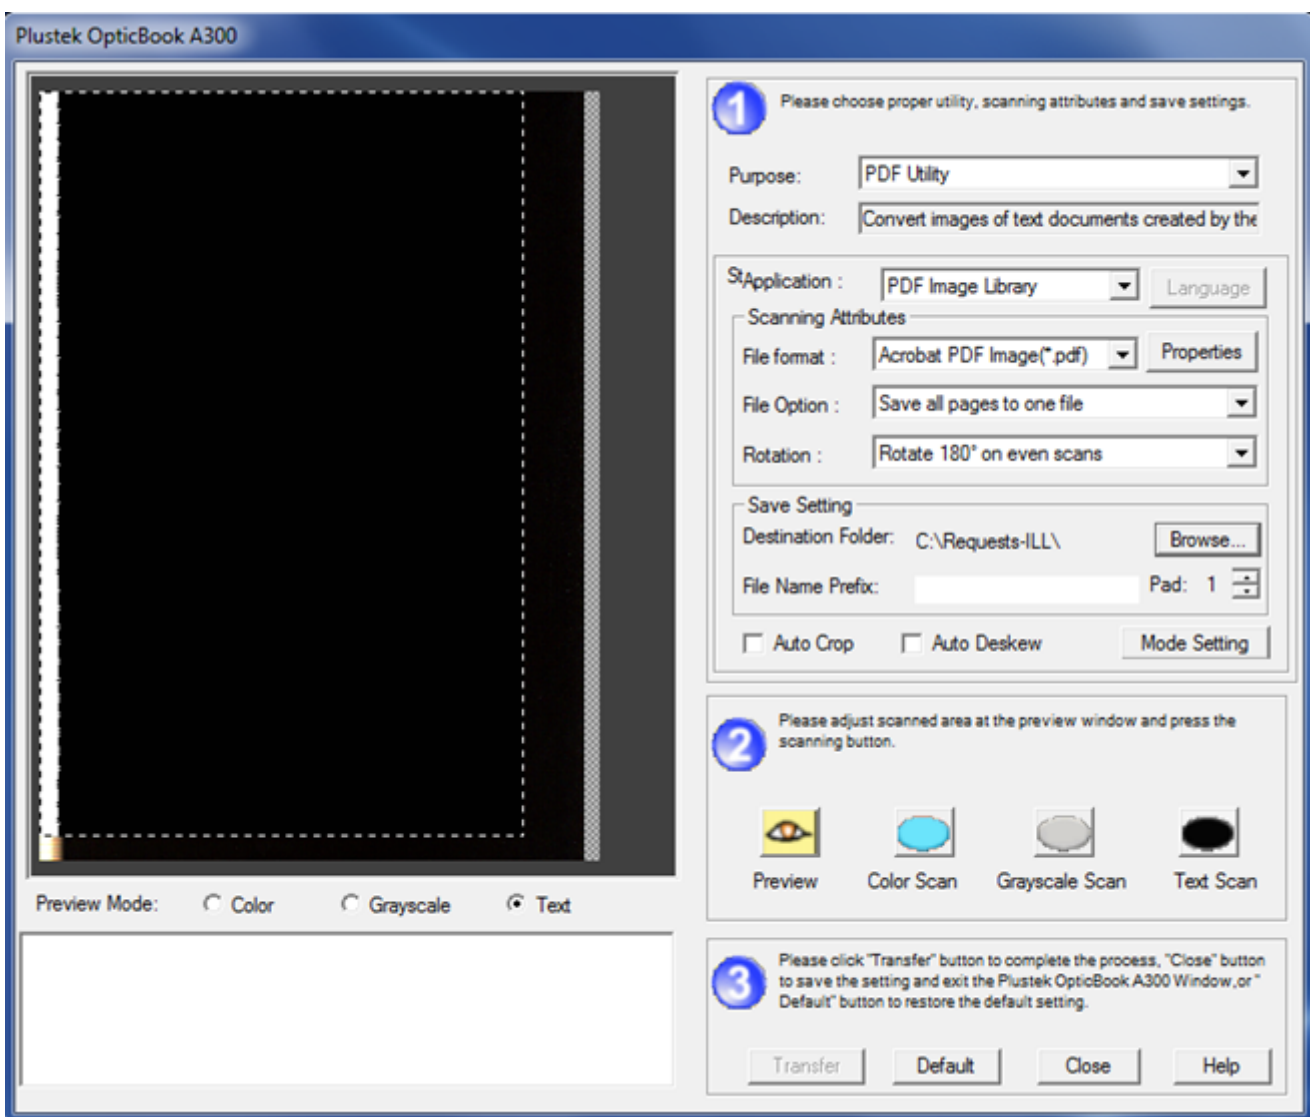 Plustek OpticBook A300
1 Please choose proper utility, scanning attributes and save settings.
Purpose: PDF Utility
Description: Convert images of text documents created by the
StApplication : PDF Image Library Language
Scanning Attributes
File format : Acrobat PDF Image(*.pdf) Properties
File Option : Save all pages to one file
Rotation : Rotate 180° on even scans
Save Setting
Destination Folder: C:\Requests-ILL\ Browse...
File Name Prefix: Pad: 1
Auto Crop Auto Deskew Mode Setting
2 Please adjust scanned area at the preview window and press the
scanning button.
Preview Color Scan Grayscale Scan Text Scan
Preview Mode: Color Grayscale Text
3 Please click "Transfer" button to complete the process, "Close" button
to save the setting and exit the Plustek OpticBook A300 Window,or "
Default" button to restore the default setting.
Transfer Default Close Help